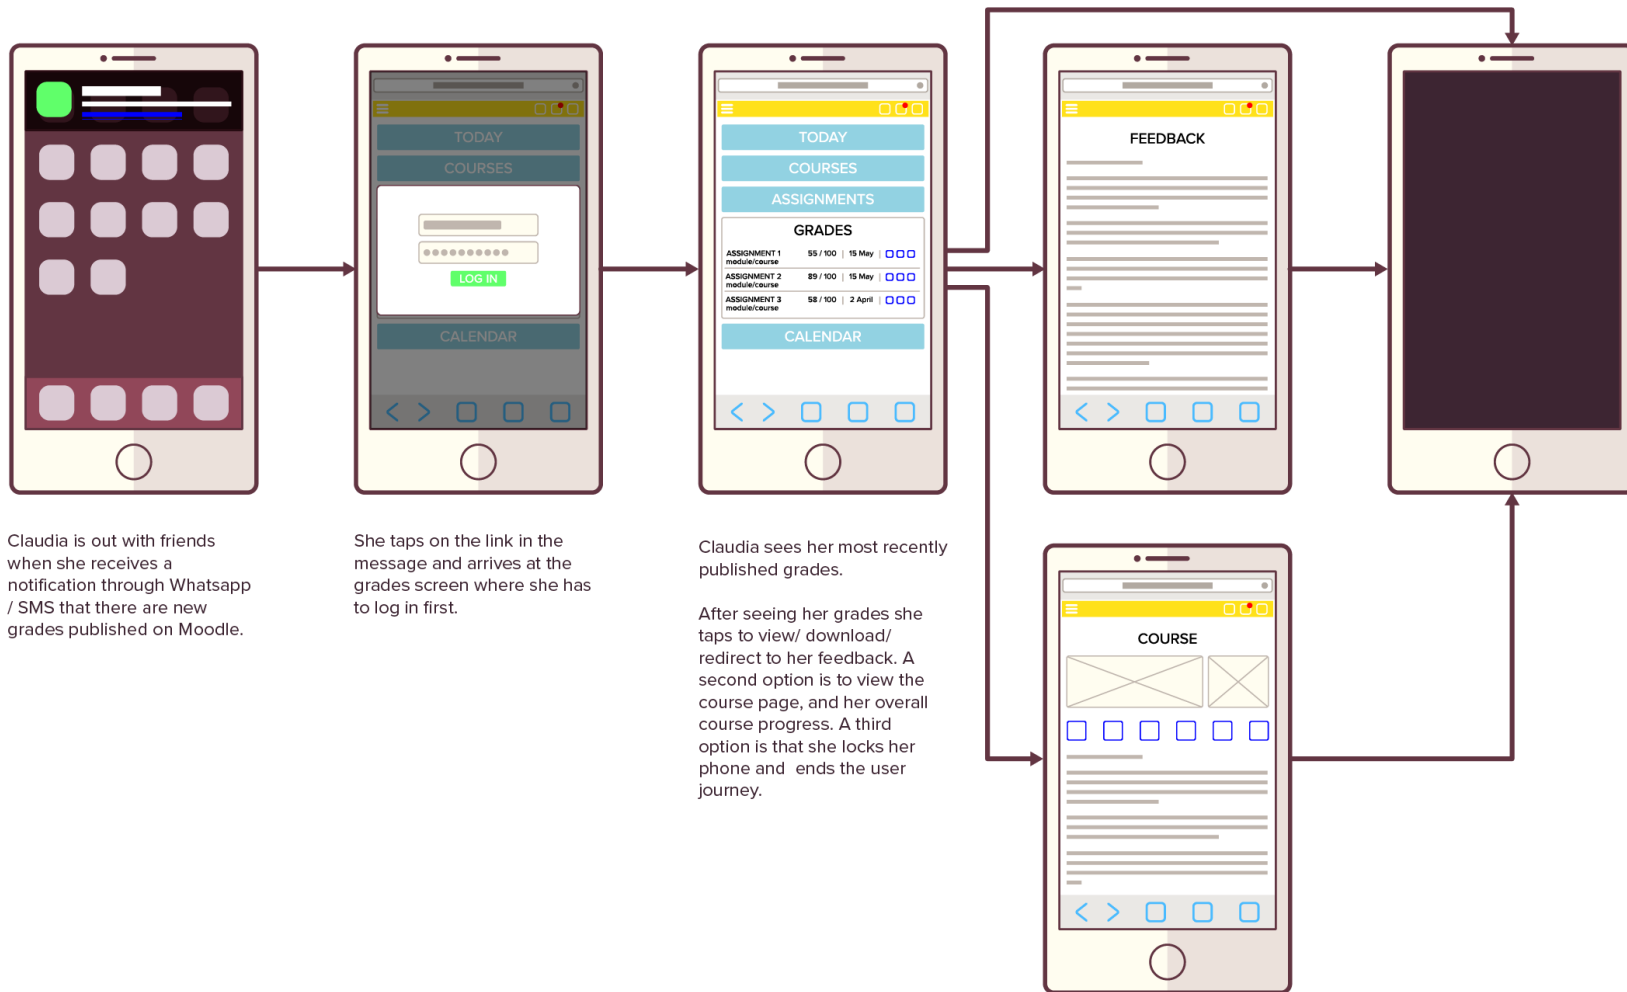 TODAY
COURSES
LOG IN
CALENDAR
TODAY
COURSES
ASSIGNMENTS
GRADES
ASSIGNMENT 1 55 / 100 | 15 May |
module/course
ASSIGNMENT 2 89 / 100 | 15 May |
module/course
ASSIGNMENT 3 58 / 100 | 2 April |
module/course
CALENDAR
FEEDBACK
Claudia is out with friends
when she receives a
notification through Whatsapp
/ SMS that there are new
grades published on Moodle.
She taps on the link in the
message and arrives at the
grades screen where she has
to log in first.
Claudia sees her most recently
published grades.
After seeing her grades she
taps to view/ download/
redirect to her feedback. A
second option is to view the
course page, and her overall
course progress. A third
option is that she locks her
phone and  ends the user
journey.
COURSE